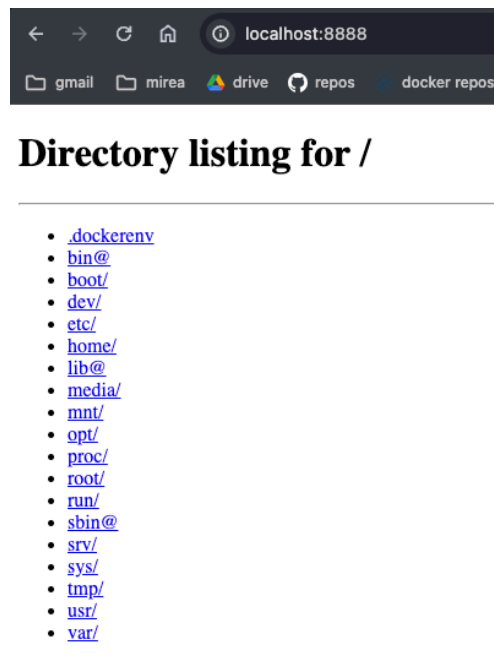 localhost:8888
gmail mirea drive repos docker repos
Directory listing for /
.dockerenv
bin@
boot/
dev/
etc/
home/
lib@
media/
mnt/
opt/
proc/
root/
run/
sbin@
srv/
sys/
tmp/
usr/
var/